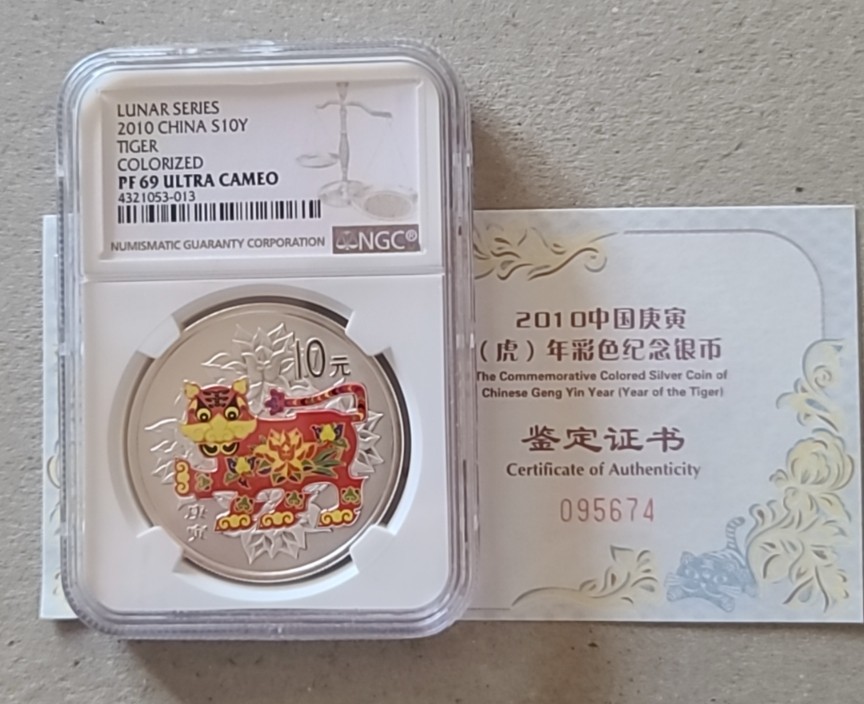 LUNAR SERIES
2010 CHINA S10Y
TIGER
COLORIZED
PF 69 ULTRA CAMEO
4321053-013
NUMISMATIC GUARANTY CORPORATION
NGC®
10元
庚
寅
2010中国庚寅
（虎）年彩色纪念银币
The Commemorative Colored Silver Coin of
Chinese Geng Yin Year (Year of the Tiger)
鉴定证书
Certificate of Authenticity
095674